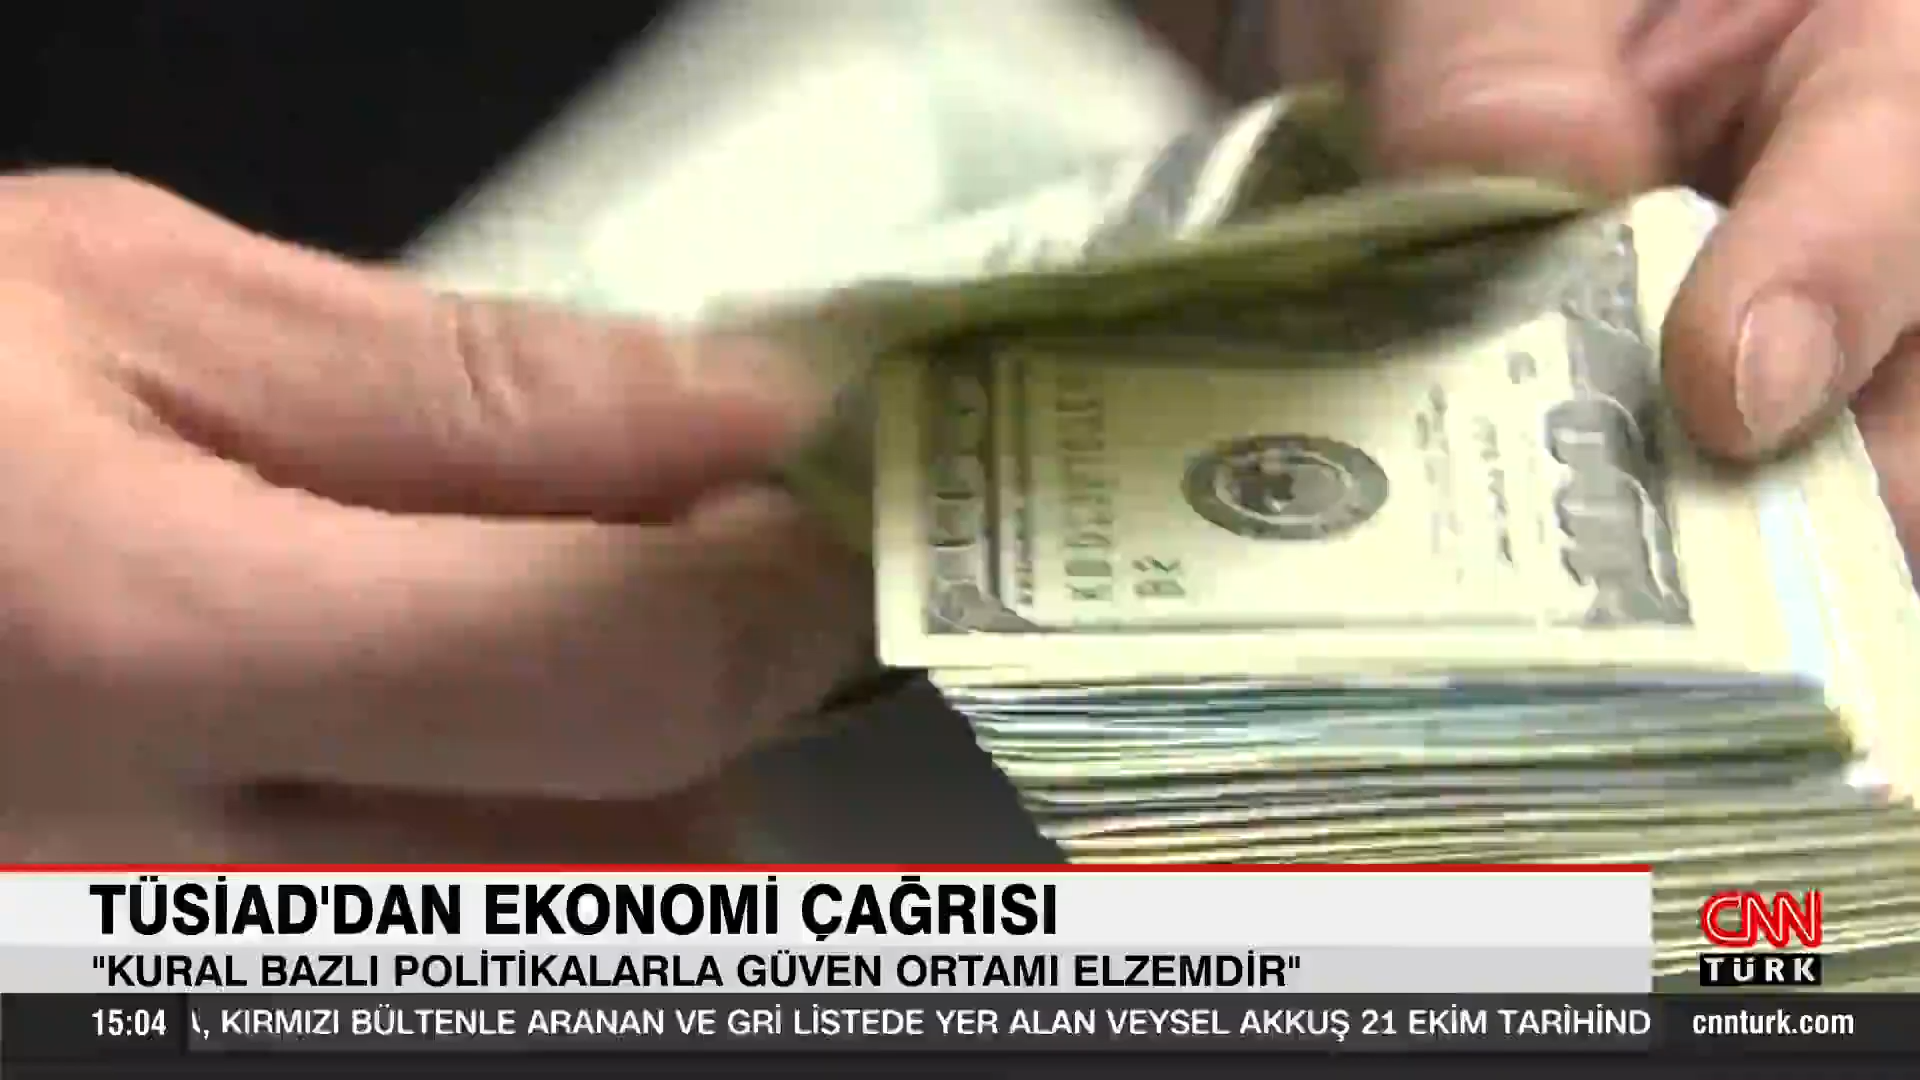 TÜSİAD'DAN EKONOMİ ÇAĞRISI
"KURAL BAZLI POLİTİKALARLA GÜVEN ORTAMI ELZEMDİR"
CNN
TÜRK
15:04 , KIRMIZI BÜLTENLE ARANAN VE GRİ LİSTEDE YER ALAN VEYSEL AKKUŞ 21 EKİM TARİHİND cnnturk.com